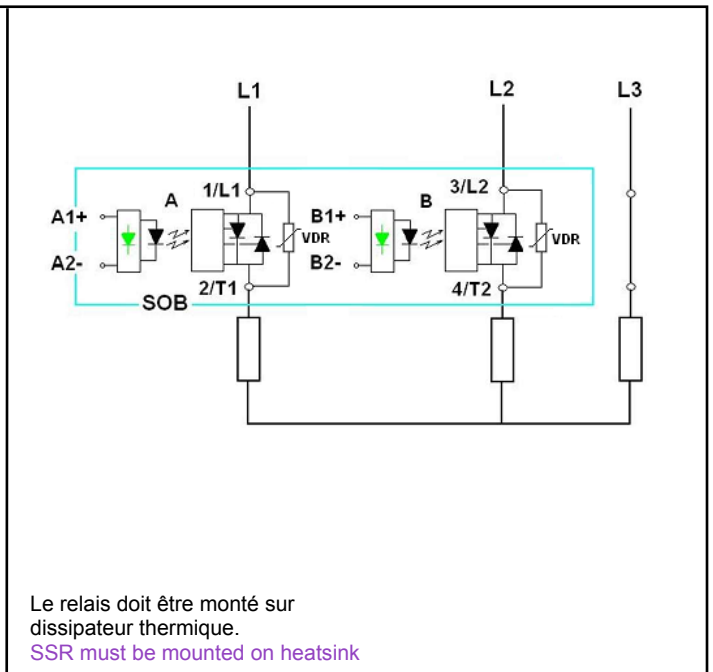 L1 L2 L3
1/L1 3/L2
A B
A1+ B1+
VDR VDR
A2- B2-
2/T1 4/T2
SOB
Le relais doit être monté sur
dissipateur thermique.
SSR must be mounted on heatsink